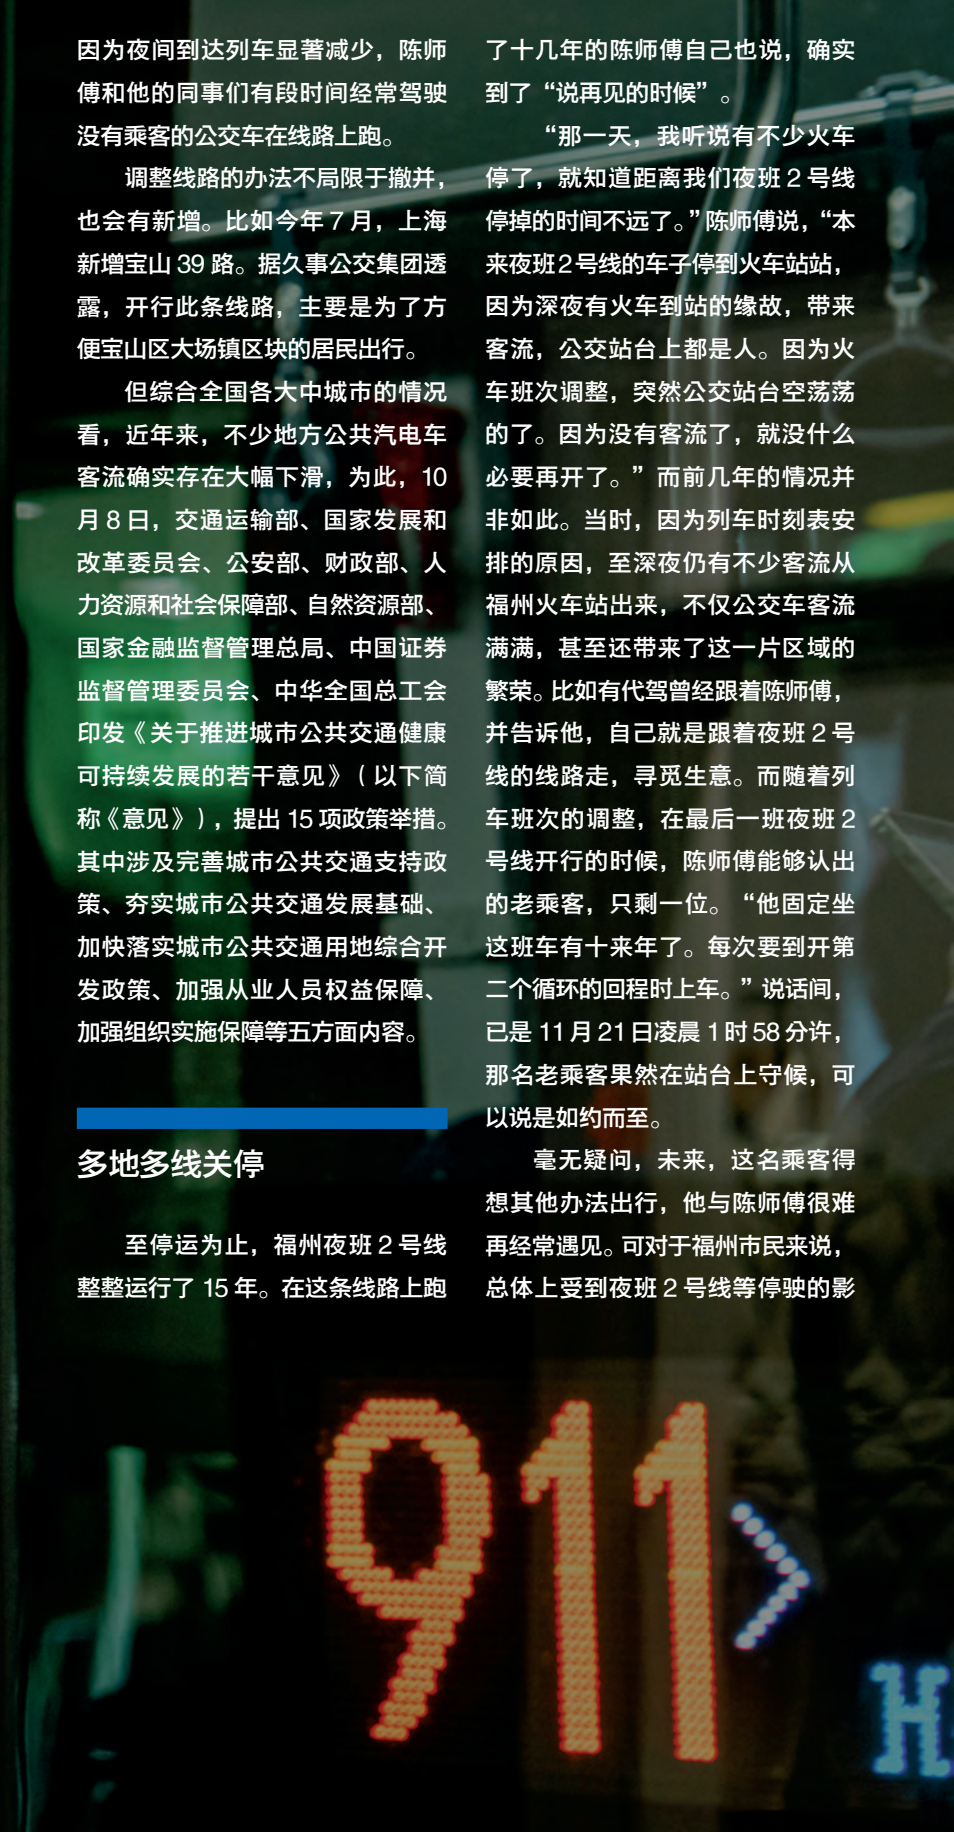 因为夜间到达列车显著减少，陈师
傅和他的同事们有段时间经常驾驶
没有乘客的公交车在线路上跑。
调整线路的办法不局限于撤并，
也会有新增。比如今年 7 月，上海
新增宝山 39 路。据久事公交集团透
露，开行此条线路，主要是为了方
便宝山区大场镇区块的居民出行。
但综合全国各大中城市的情况
看，近年来，不少地方公共汽电车
客流确实存在大幅下滑，为此，10
月 8 日，交通运输部、国家发展和
改革委员会、公安部、财政部、人
力资源和社会保障部、自然资源部、
国家金融监督管理总局、中国证券
监督管理委员会、中华全国总工会
印发《关于推进城市公共交通健康
可持续发展的若干意见》（以下简
称《意见》），提出 15 项政策举措。
其中涉及完善城市公共交通支持政
策、夯实城市公共交通发展基础、
加快落实城市公共交通用地综合开
发政策、加强从业人员权益保障、
加强组织实施保障等五方面内容。
多地多线关停
至停运为止，福州夜班 2 号线
整整运行了 15 年。在这条线路上跑
了十几年的陈师傅自己也说，确实
到了“说再见的时候”。
“那一天，我听说有不少火车
停了，就知道距离我们夜班 2 号线
停掉的时间不远了。”陈师傅说，“本
来夜班 2 号线的车子停到火车站站，
因为深夜有火车到站的缘故，带来
客流，公交站台上都是人。因为火
车班次调整，突然公交站台空荡荡
的了。因为没有客流了，就没什么
必要再开了。”而前几年的情况并
非如此。当时，因为列车时刻表安
排的原因，至深夜仍有不少客流从
福州火车站出来，不仅公交车客流
满满，甚至还带来了这一片区域的
繁荣。比如有代驾曾经跟着陈师傅，
并告诉他，自己就是跟着夜班 2 号
线的线路走，寻觅生意。而随着列
车班次的调整，在最后一班夜班 2
号线开行的时候，陈师傅能够认出
的老乘客，只剩一位。“他固定坐
这班车有十来年了。每次要到开第
二个循环的回程时上车。”说话间，
已是 11 月 21 日凌晨 1 时 58 分许，
那名老乘客果然在站台上守候，可
以说是如约而至。
毫无疑问，未来，这名乘客得
想其他办法出行，他与陈师傅很难
再经常遇见。可对于福州市民来说，
总体上受到夜班 2 号线等停驶的影
911
H